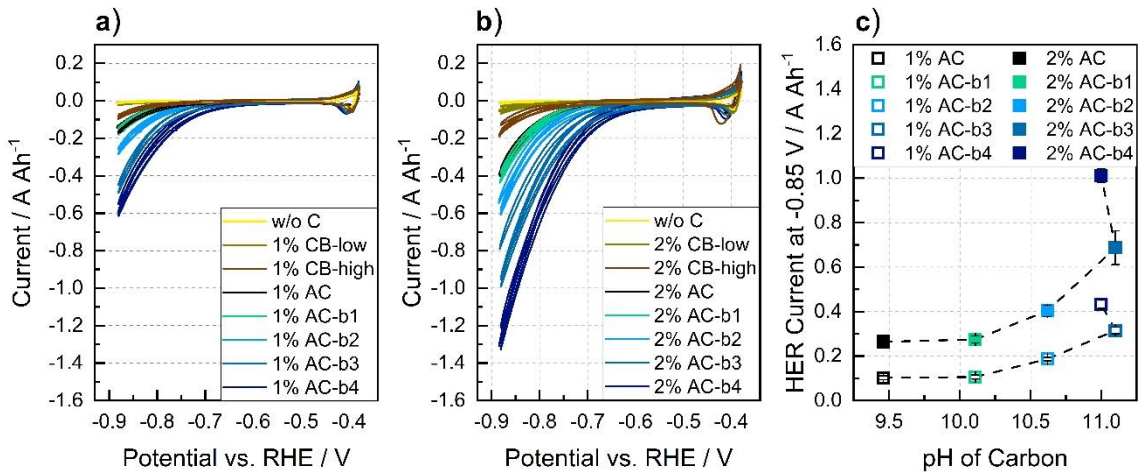 a)
Current / A Ah⁻¹
0.2
0.0
-0.2
-0.4
-0.6
-0.8
-1.0
-1.2
-1.4
-1.6
w/o C
1% CB-low
1% CB-high
1% AC
1% AC-b1
1% AC-b2
1% AC-b3
1% AC-b4
-0.9 -0.8 -0.7 -0.6 -0.5 -0.4
Potential vs. RHE / V
b)
Current / A Ah⁻¹
0.2
0.0
-0.2
-0.4
-0.6
-0.8
-1.0
-1.2
-1.4
-1.6
w/o C
2% CB-low
2% CB-high
2% AC
2% AC-b1
2% AC-b2
2% AC-b3
2% AC-b4
-0.9 -0.8 -0.7 -0.6 -0.5 -0.4
Potential vs. RHE / V
c)
HER Current at -0.85 V / A Ah⁻¹
1.6
1.4
1.2
1.0
0.8
0.6
0.4
0.2
0.0
1% AC 2% AC
1% AC-b1 2% AC-b1
1% AC-b2 2% AC-b2
1% AC-b3 2% AC-b3
1% AC-b4 2% AC-b4
9.5 10.0 10.5 11.0
pH of Carbon